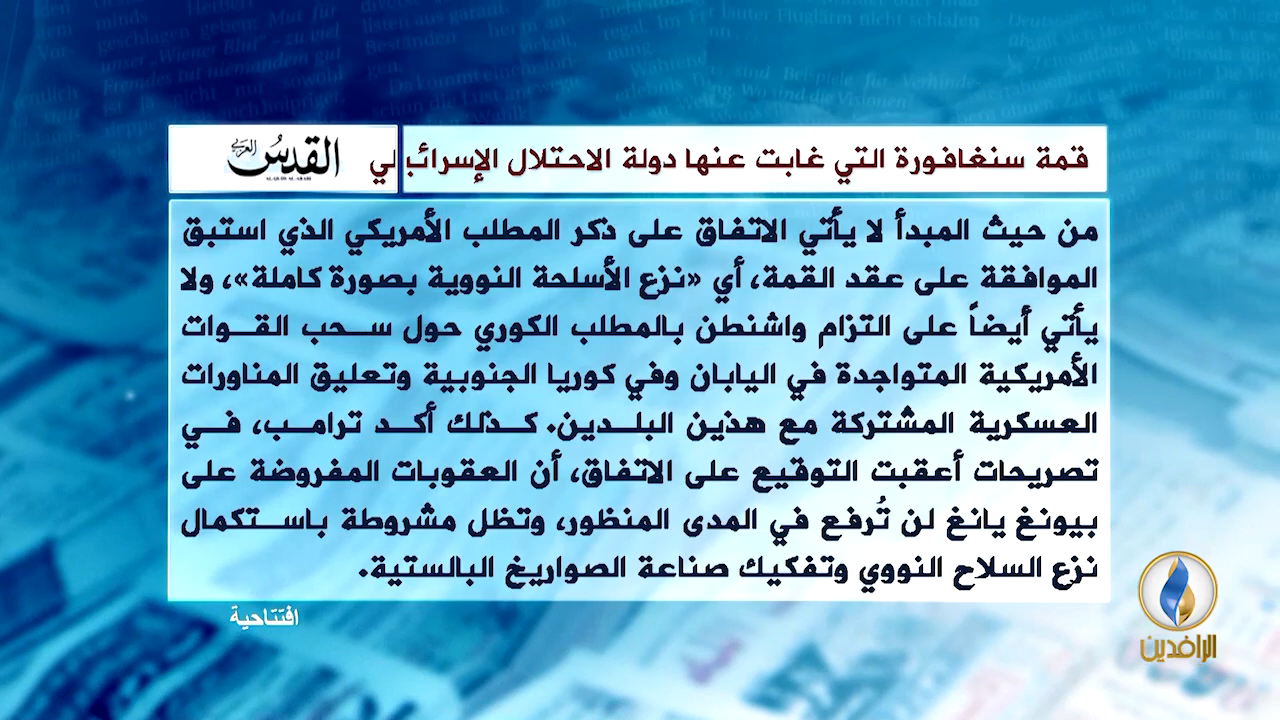 قمة سنغافورة التي غابت عنها دولة الاحتلال الإسرائيلي
القدس العربي
AL-QUDS AL-ARABI
من حيث المبدأ لا يأتي الاتفاق على ذكر المطلب الأمريكي الذي استبق
الموافقة على عقد القمة، أي «نزع الأسلحة النووية بصورة كاملة»، ولا
يأتي أيضاً على التزام واشنطن بالمطلب الكوري حول سحب القوات
الأمريكية المتواجدة في اليابان وفي كوريا الجنوبية وتعليق المناورات
العسكرية المشتركة مع هذين البلدين. كذلك أكد ترامب، في
تصريحات أعقبت التوقيع على الاتفاق، أن العقوبات المفروضة على
بيونغ يانغ لن تُرفع في المدى المنظور، وتظل مشروطة باستكمال
نزع السلاح النووي وتفكيك صناعة الصواريخ البالستية.
افتتاحية
الرافدين